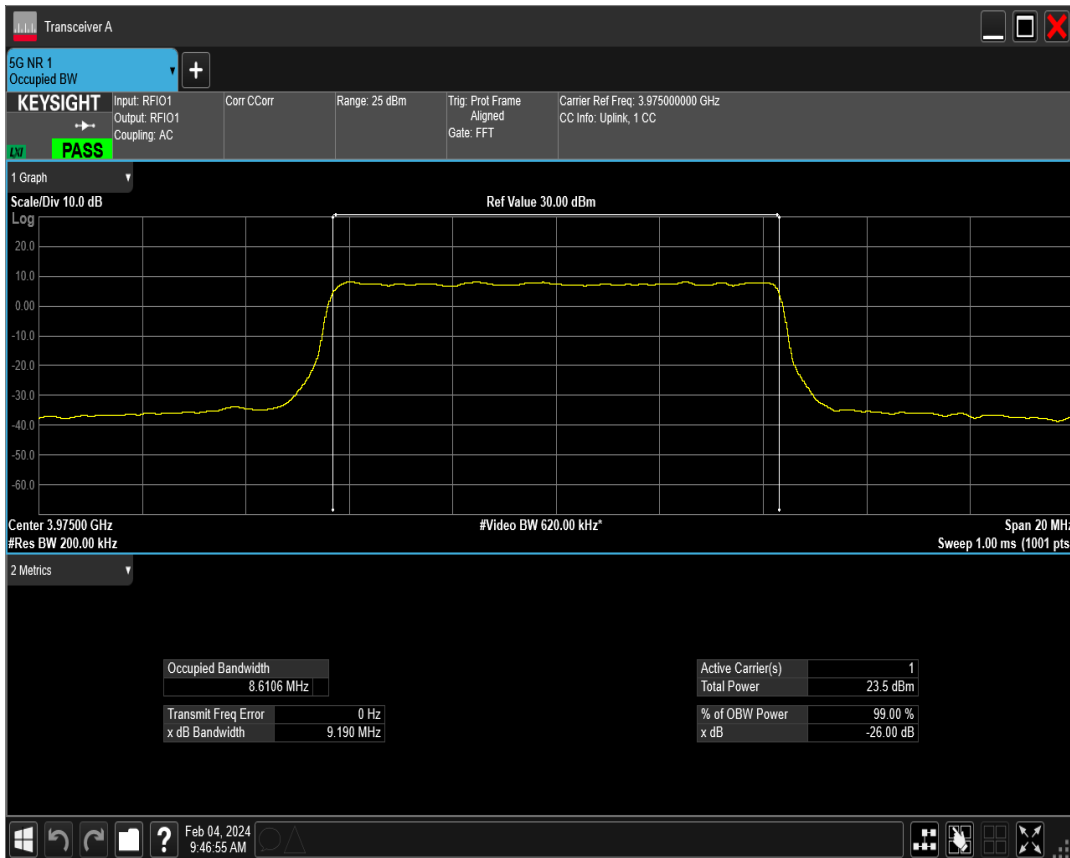 Transceiver A
5G NR 1
Occupied BW
+
KEYSIGHT
LXI
PASS
Input: RFIO1
Output: RFIO1
Coupling: AC
Corr CCorr
Range: 25 dBm
Trig: Prot Frame
Aligned
Gate: FFT
Carrier Ref Freq: 3.975000000 GHz
CC Info: Uplink, 1 CC
1 Graph
Scale/Div 10.0 dB
Ref Value 30.00 dBm
Log
20.0
10.0
0.00
-10.0
-20.0
-30.0
-40.0
-50.0
-60.0
Center 3.97500 GHz
#Video BW 620.00 kHz*
Span 20 MHz
#Res BW 200.00 kHz
Sweep 1.00 ms (1001 pts
2 Metrics
Occupied Bandwidth
8.6106 MHz
Transmit Freq Error 0 Hz
x dB Bandwidth 9.190 MHz
Active Carrier(s) 1
Total Power 23.5 dBm
% of OBW Power 99.00 %
x dB -26.00 dB
?
Feb 04, 2024
9:46:55 AM